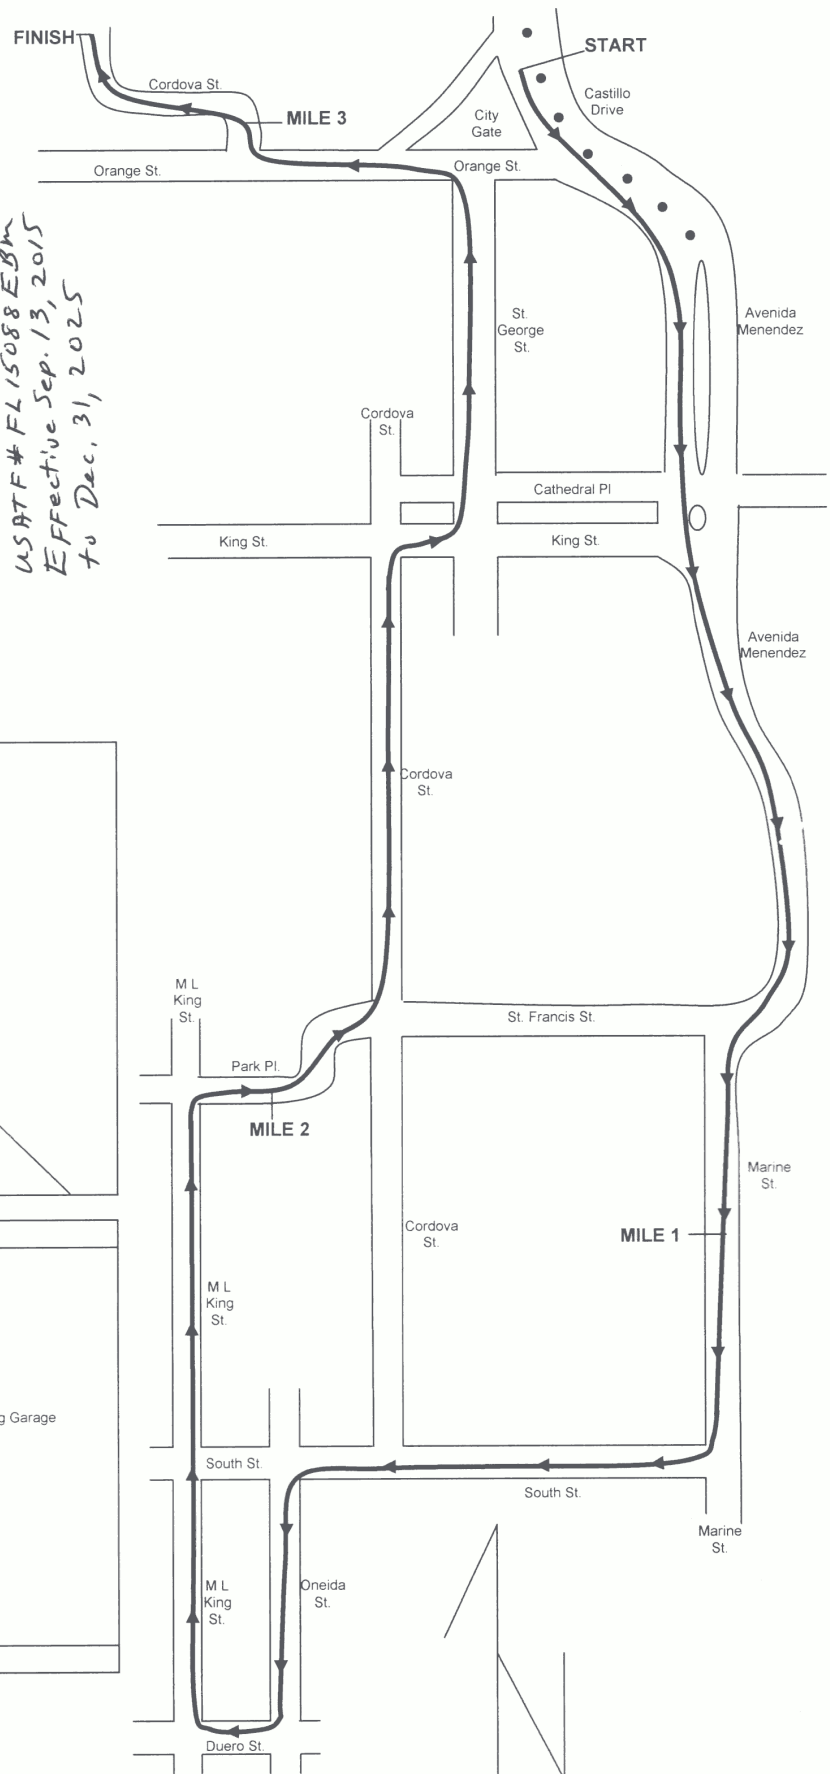 FINISH
START
Cordova St.
Castillo
Drive
MILE 3
City
Gate
Orange St.
Orange St.
USATF# FL15088EBM
Effective Sep. 13, 2015
to Dec. 31, 2025
St.
George
St.
Avenida
Menendez
Cordova
St.
Cathedral Pl
King St.
King St.
Avenida
Menendez
Cordova
St.
M L
King
St.
St. Francis St.
Park Pl.
MILE 2
Marine
St.
Cordova
St.
MILE 1
M L
King
St.
g Garage
South St.
South St.
Marine
St.
M L
King
St.
Oneida
St.
Duero St.